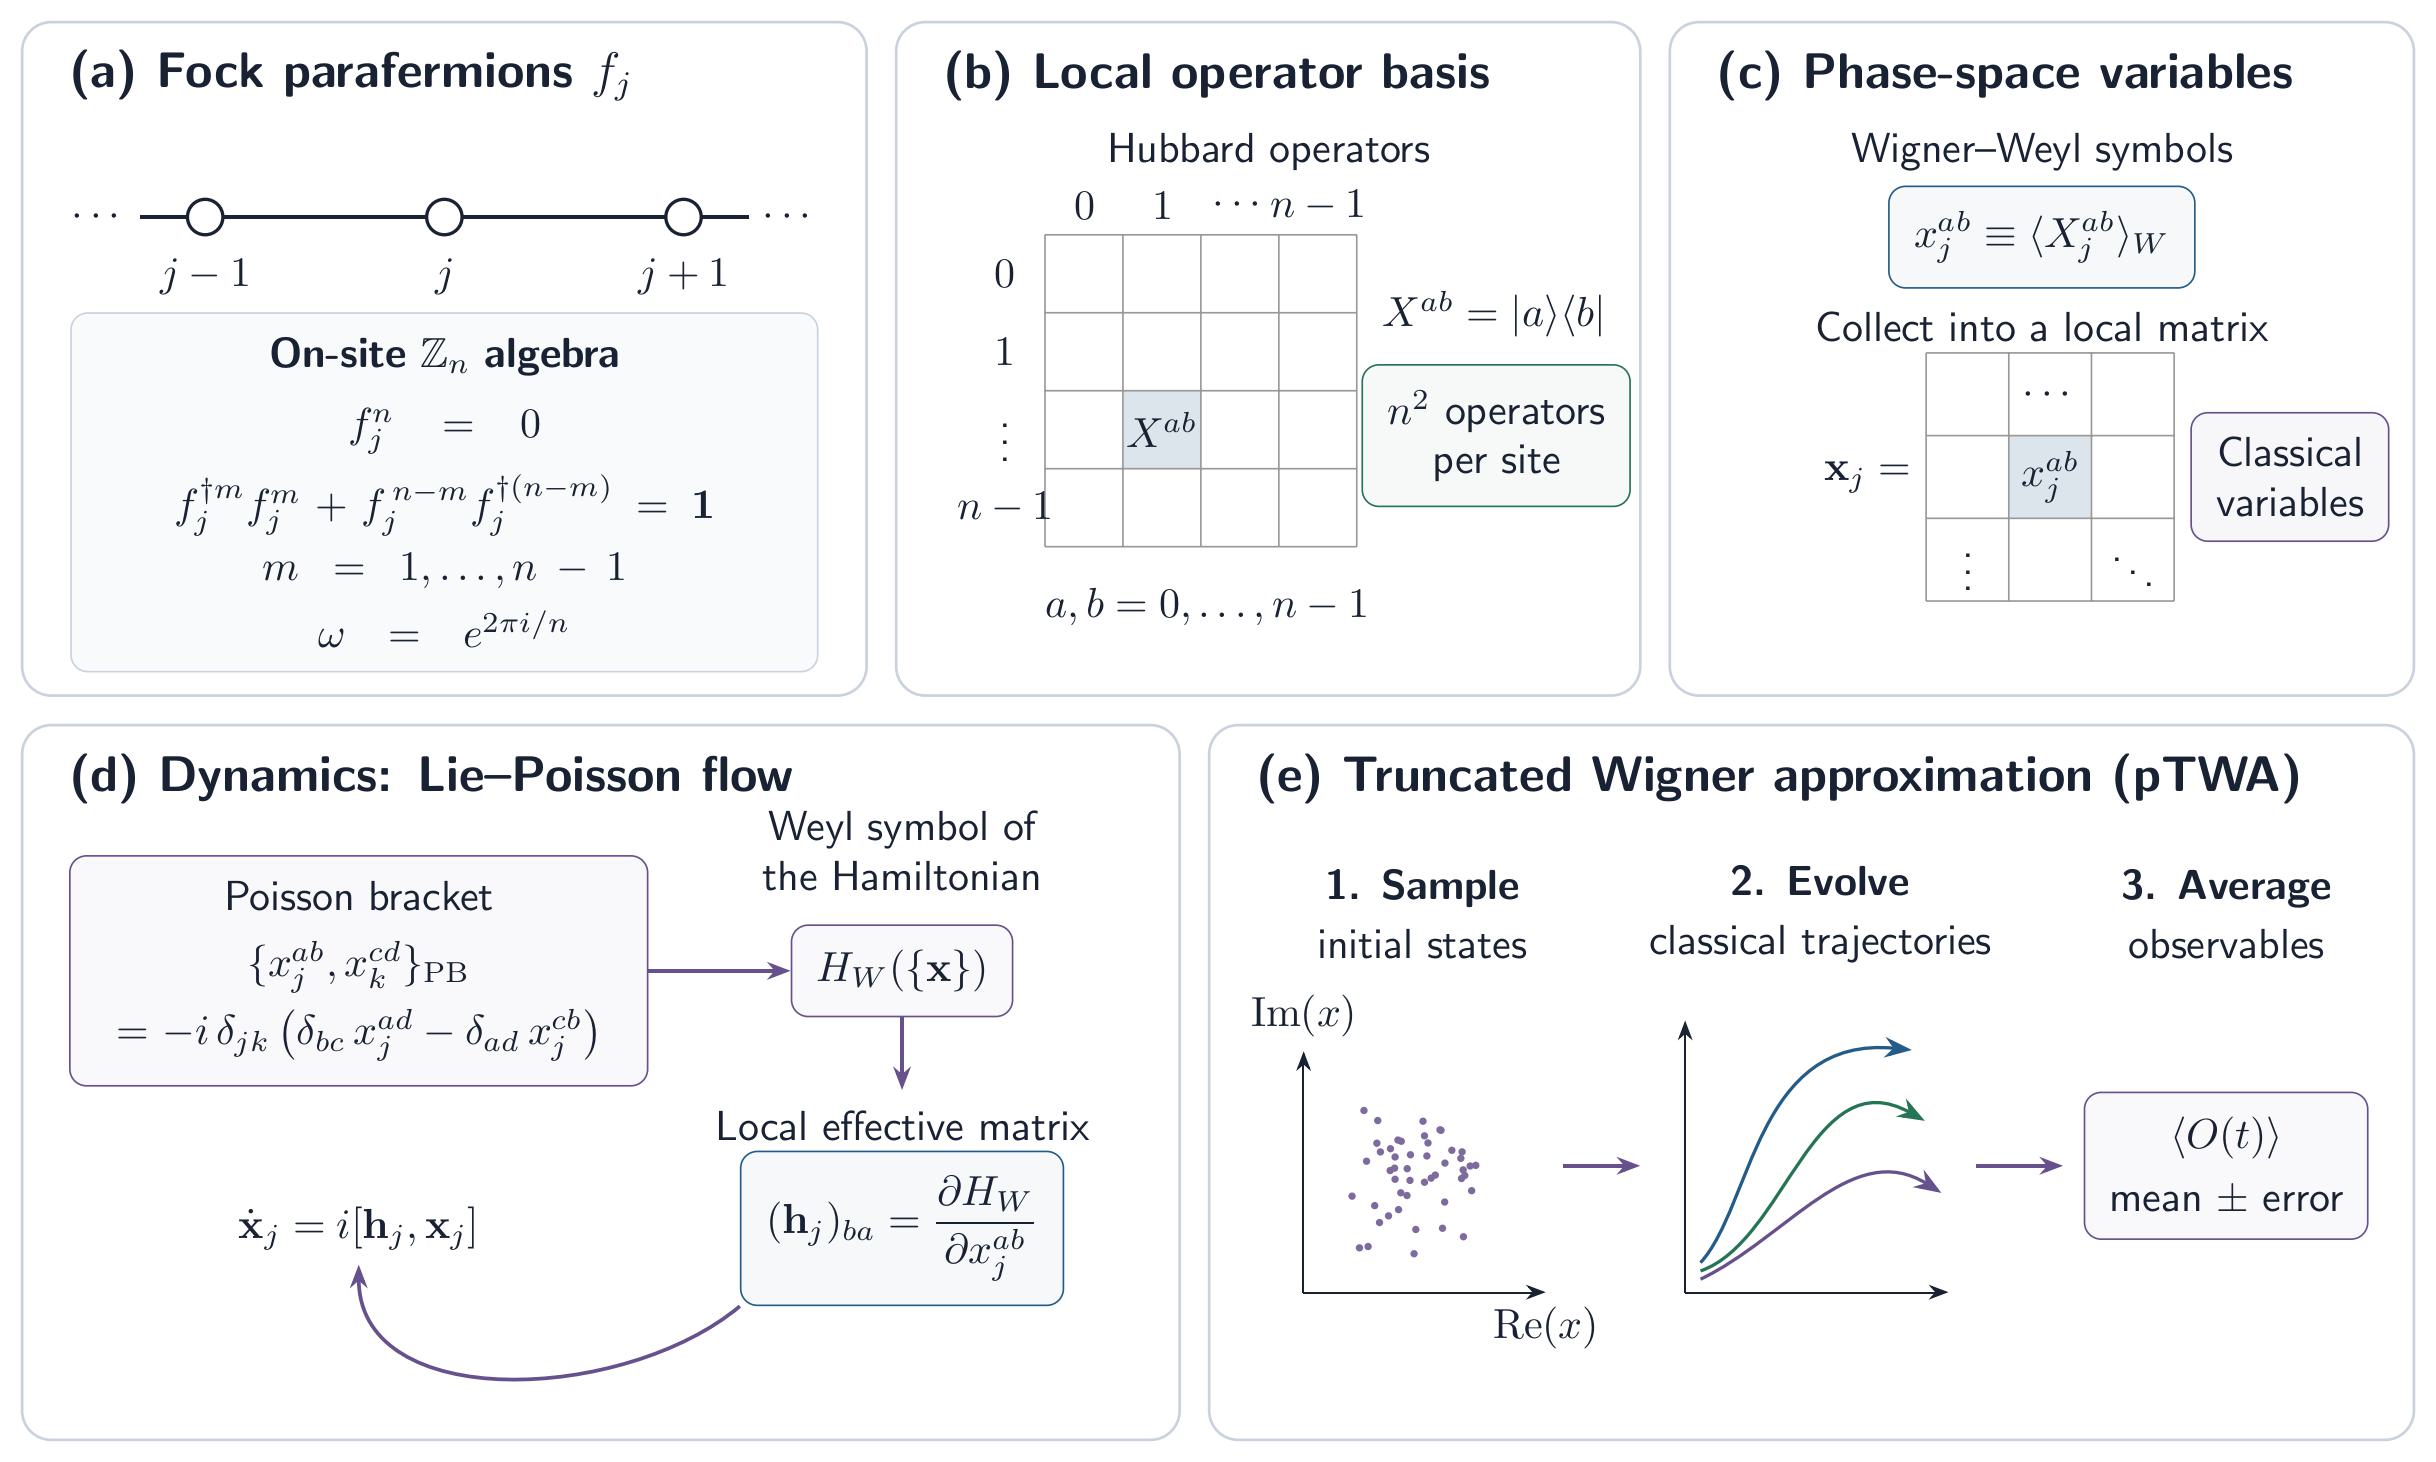 (a) Fock parafermions f_j
··· ···
j − 1 j j + 1
On-site ℤ_n algebra
f_j^n = 0
f_j^{†m} f_j^m + f_j^{n−m} f_j^{†(n−m)} = 1
m = 1, . . . , n − 1
ω = e^{2πi/n}
(b) Local operator basis
Hubbard operators
0 1 ··· n − 1
0
1
⋮
n − 1
X^{ab}
X^{ab} = |a⟩⟨b|
n² operators
per site
a, b = 0, . . . , n − 1
(c) Phase-space variables
Wigner–Weyl symbols
x_j^{ab} ≡ ⟨X_j^{ab}⟩_W
Collect into a local matrix
···
𝐱_j = x_j^{ab}
⋮ ⋱
Classical
variables
(d) Dynamics: Lie–Poisson flow
Poisson bracket
{x_j^{ab}, x_k^{cd}}_{PB}
= −i δ_{jk} (δ_{bc} x_j^{ad} − δ_{ad} x_j^{cb})
Weyl symbol of
the Hamiltonian
H_W({𝐱})
Local effective matrix
(𝐡_j)_{ba} = ∂H_W / ∂x_j^{ab}
𝐱̇_j = i[𝐡_j, 𝐱_j]
(e) Truncated Wigner approximation (pTWA)
1. Sample
initial states
Im(x)
Re(x)
2. Evolve
classical trajectories
3. Average
observables
⟨O(t)⟩
mean ± error